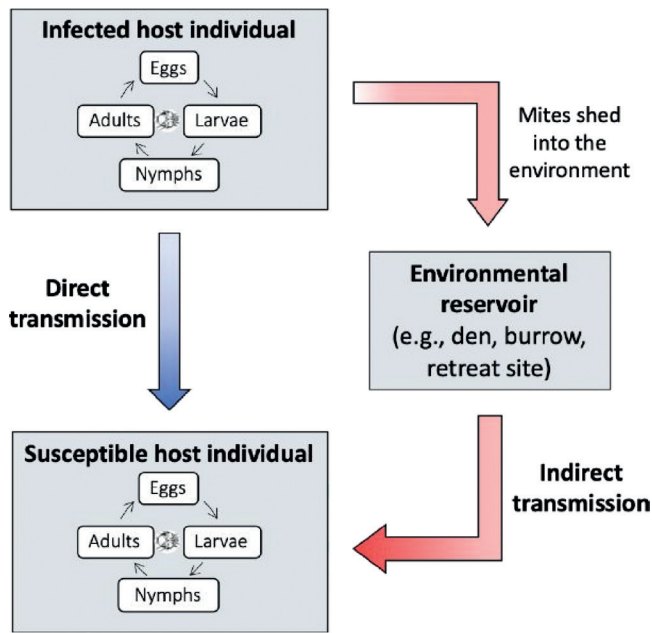 Infected host individual
Eggs
Adults
Larvae
Nymphs
Mites shed
into the
environment
Direct
transmission
Environmental
reservoir
(e.g., den, burrow,
retreat site)
Susceptible host individual
Eggs
Adults
Larvae
Nymphs
Indirect
transmission